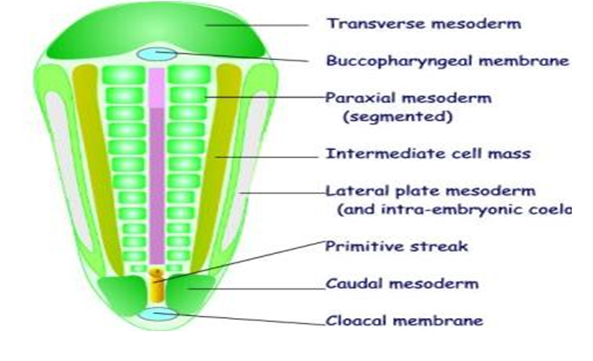 Transverse mesoderm
Buccopharyngeal membrane
Paraxial mesoderm
(segmented)
Intermediate cell mass
Lateral plate mesoderm
(and intra-embryonic coelo
Primitive streak
Caudal mesoderm
Cloacal membrane